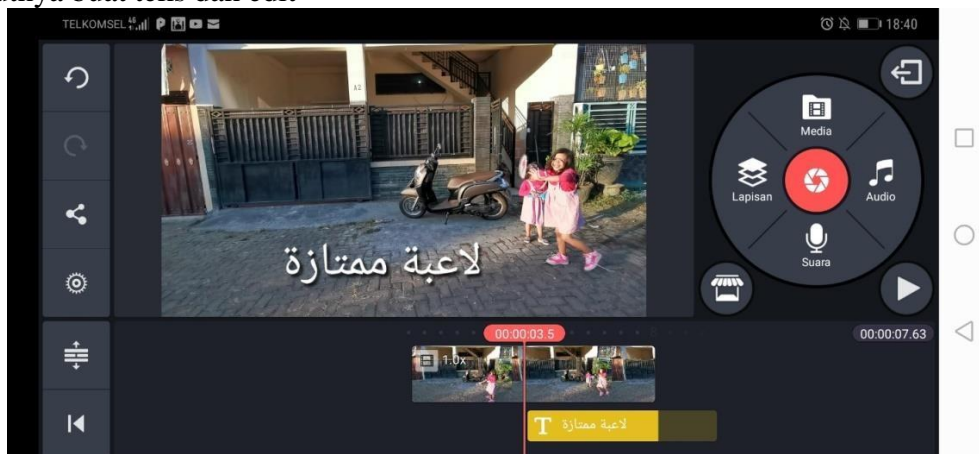 TELKOMSEL
18:40
Media
Lapisan
Audio
Suara
A2
لاعبة ممتازة
00:00:03.5
00:00:07.63
1.0x
T لاعبة ممتازة